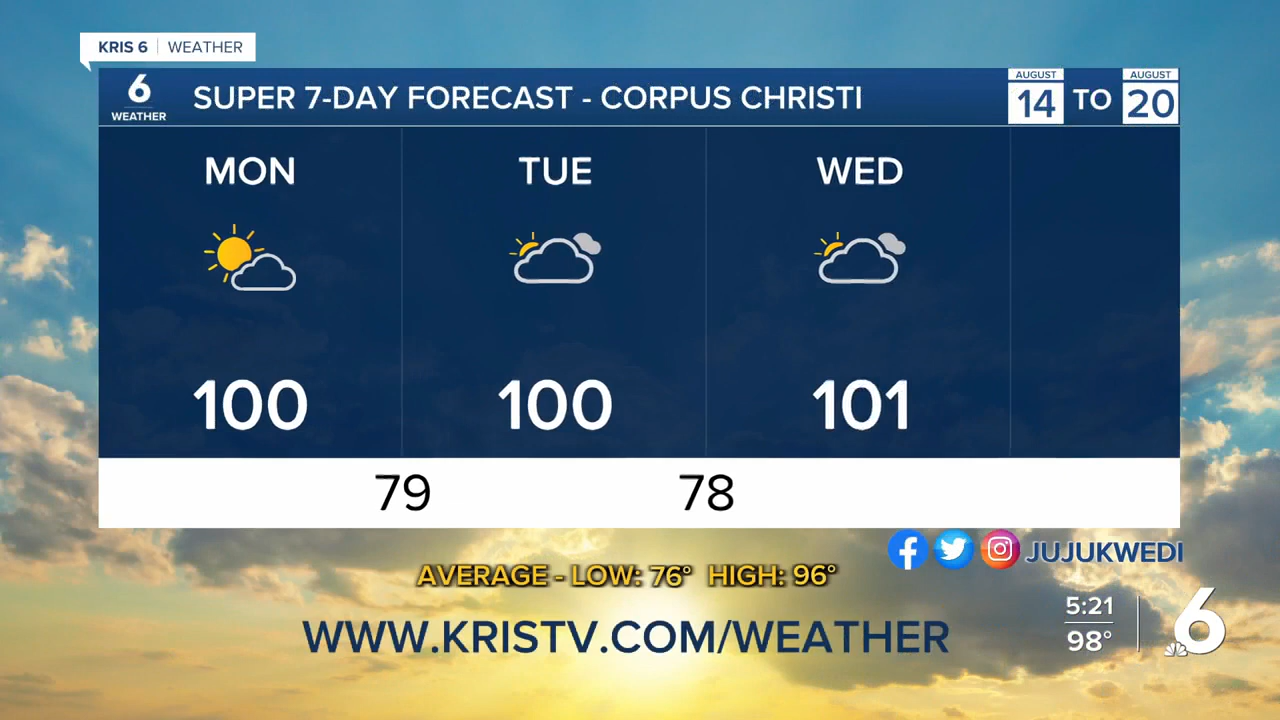 KRIS 6 | WEATHER
6
WEATHER
SUPER 7-DAY FORECAST - CORPUS CHRISTI
AUGUST
14
TO
AUGUST
20
MON
TUE
WED
100
100
101
79
78
JUJUKWEDI
AVERAGE - LOW: 76° HIGH: 96°
WWW.KRISTV.COM/WEATHER
5:21
98°
6